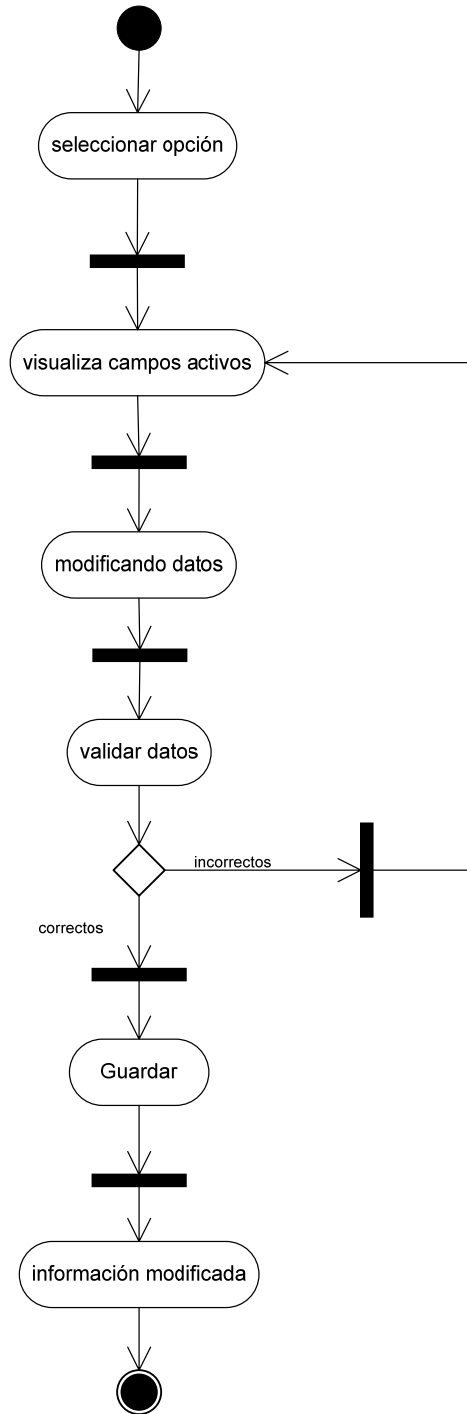 seleccionar opción
visualiza campos activos
modificando datos
validar datos
incorrectos
correctos
Guardar
información modificada